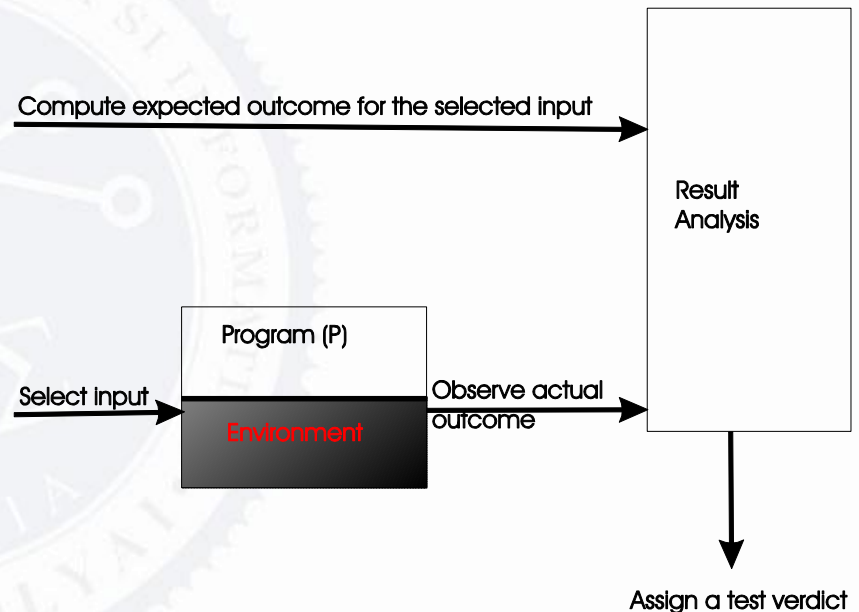 Compute expected outcome for the selected input
Result
Analysis
Program (P)
Select input
Environment
Observe actual
outcome
Assign a test verdict